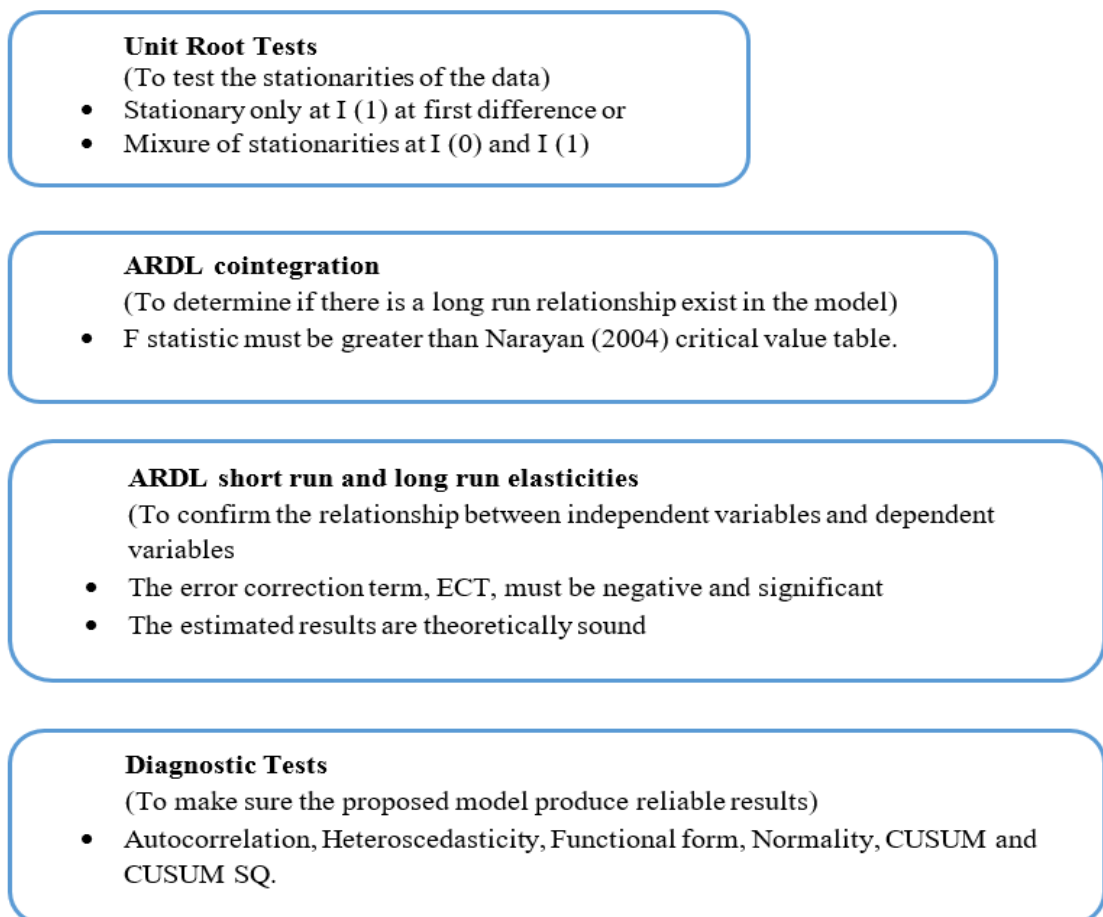 Unit Root Tests
(To test the stationarities of the data)
• Stationary only at I (1) at first difference or
• Mixure of stationarities at I (0) and I (1)
ARDL cointegration
(To determine if there is a long run relationship exist in the model)
• F statistic must be greater than Narayan (2004) critical value table.
ARDL short run and long run elasticities
(To confirm the relationship between independent variables and dependent
variables
• The error correction term, ECT, must be negative and significant
• The estimated results are theoretically sound
Diagnostic Tests
(To make sure the proposed model produce reliable results)
• Autocorrelation, Heteroscedasticity, Functional form, Normality, CUSUM and
CUSUM SQ.